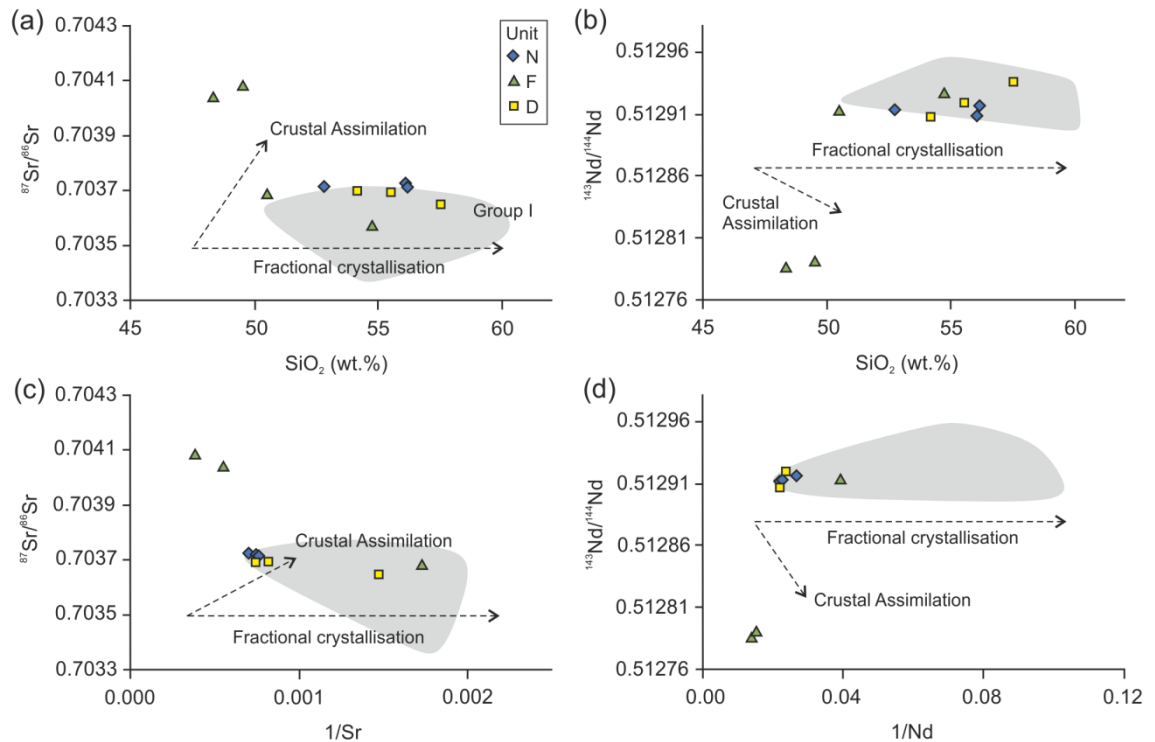 (a)
0.7043
0.7041
0.7039
0.7037
0.7035
0.7033
⁸⁷Sr/⁸⁶Sr
Unit
N
F
D
Crustal Assimilation
Group I
Fractional crystallisation
45
50
55
60
SiO₂ (wt.%)
(b)
0.51296
0.51291
0.51286
0.51281
0.51276
¹⁴³Nd/¹⁴⁴Nd
Fractional crystallisation
Crustal
Assimilation
45
50
55
60
SiO₂ (wt.%)
(c)
0.7043
0.7041
0.7039
0.7037
0.7035
0.7033
⁸⁷Sr/⁸⁶Sr
Crustal Assimilation
Fractional crystallisation
0.000
0.001
0.002
1/Sr
(d)
0.51296
0.51291
0.51286
0.51281
0.51276
¹⁴³Nd/¹⁴⁴Nd
Fractional crystallisation
Crustal Assimilation
0.00
0.04
0.08
0.12
1/Nd